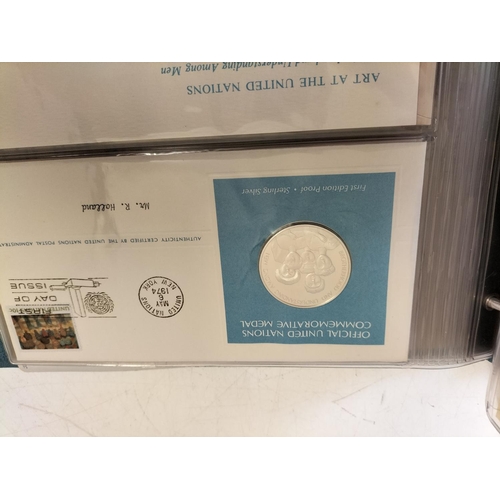 ART AT THE UNITED NATIONS
Understanding Among Men
OFFICIAL UNITED NATIONS
COMMEMORATIVE MEDAL
First Edition Proof • Sterling Silver
FIRST
DAY OF
ISSUE
UNITED NATIONS
MAY
6
1974
NEW YORK
AUTHENTICITY CERTIFIED BY THE UNITED NATIONS POSTAL ADMINISTRA
Mr. R. Holland